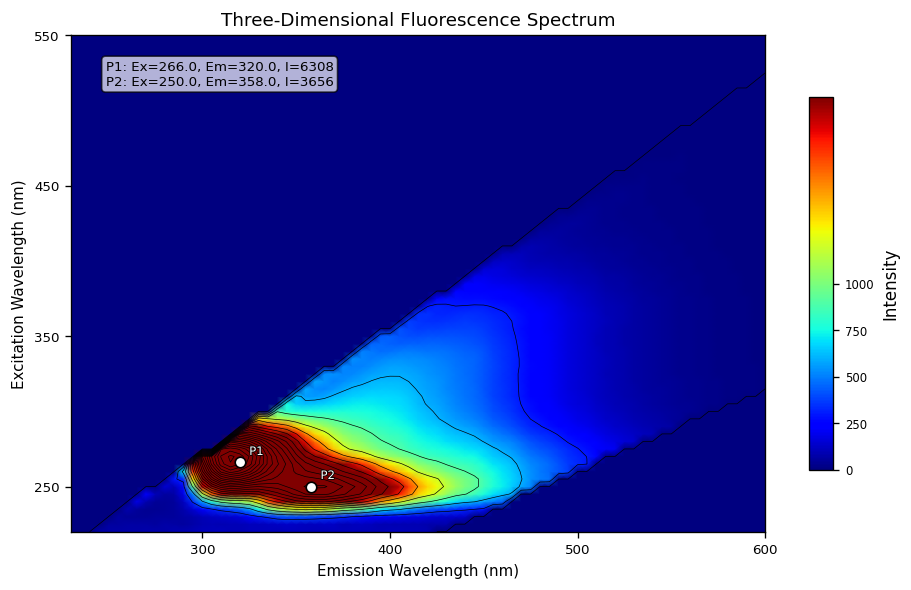 Three-Dimensional Fluorescence Spectrum
550
450
350
250
P1: Ex=266.0, Em=320.0, I=6308
P2: Ex=250.0, Em=358.0, I=3656
P1
P2
300
400
500
600
Excitation Wavelength (nm)
Emission Wavelength (nm)
1000
750
500
250
0
Intensity